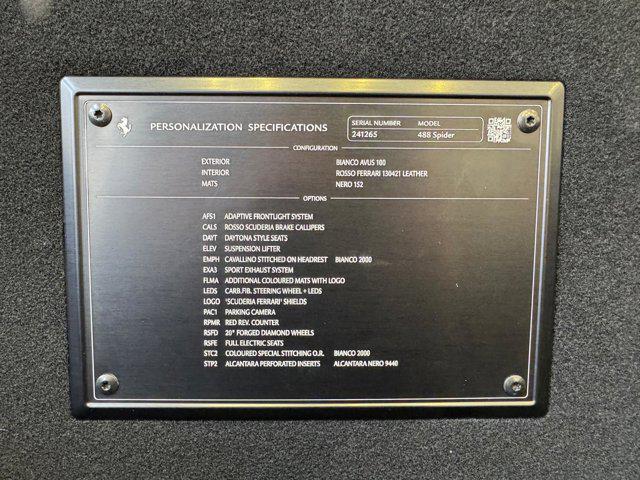 PERSONALIZATION SPECIFICATIONS
SERIAL NUMBER MODEL
241265 488 Spider
CONFIGURATION
EXTERIOR BIANCO AVUS 100
INTERIOR ROSSO FERRARI 130421 LEATHER
MATS NERO 152
OPTIONS
AFS1 ADAPTIVE FRONTLIGHT SYSTEM
CALS ROSSO SCUDERIA BRAKE CALLIPERS
DAYT DAYTONA STYLE SEATS
ELEV SUSPENSION LIFTER
EMPH CAVALLINO STITCHED ON HEADREST BIANCO 2000
EXA3 SPORT EXHAUST SYSTEM
FLMA ADDITIONAL COLOURED MATS WITH LOGO
LEDS CARB.FIB. STEERING WHEEL + LEDS
LOGO 'SCUDERIA FERRARI' SHIELDS
PAC1 PARKING CAMERA
RPMR RED REV. COUNTER
RSFD 20" FORGED DIAMOND WHEELS
RSFE FULL ELECTRIC SEATS
STC2 COLOURED SPECIAL STITCHING O.R. BIANCO 2000
STP2 ALCANTARA PERFORATED INSERTS ALCANTARA NERO 9440